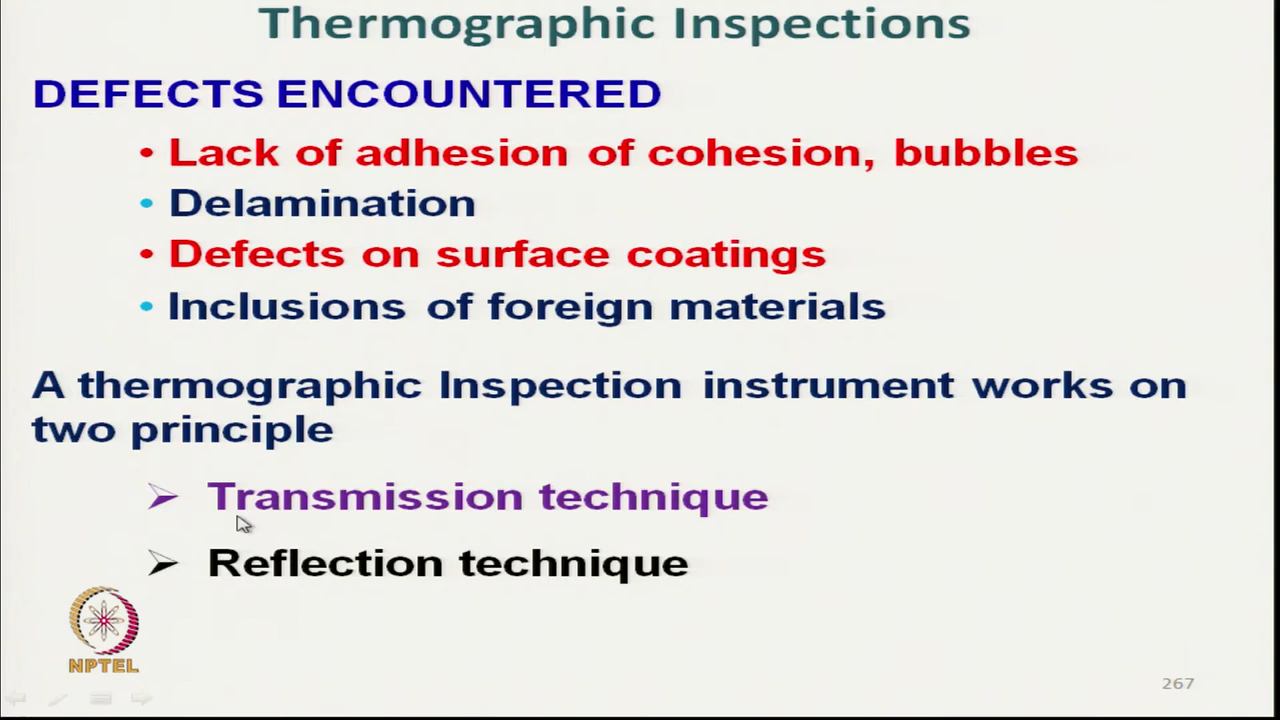 Thermographic Inspections
DEFECTS ENCOUNTERED
• Lack of adhesion of cohesion, bubbles
• Delamination
• Defects on surface coatings
• Inclusions of foreign materials
A thermographic Inspection instrument works on
two principle
➢ Transmission technique
➢ Reflection technique
NPTEL
267